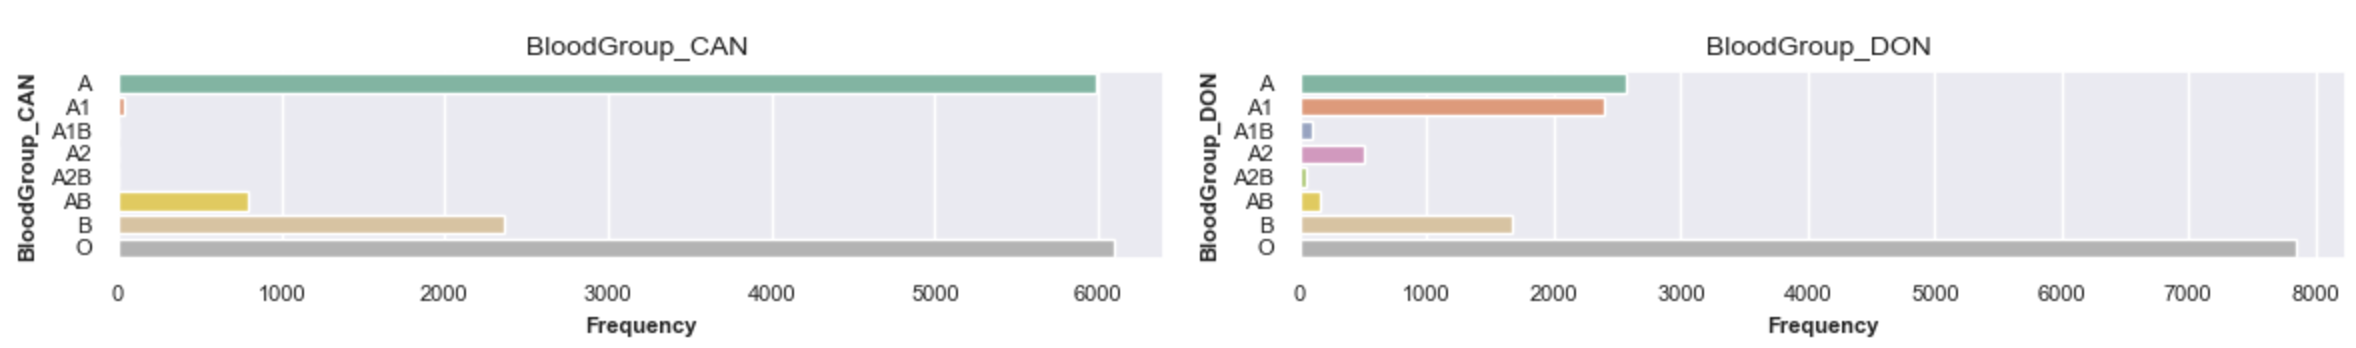 BloodGroup_CAN
BloodGroup_CAN
A
A1
A1B
A2
A2B
AB
B
O
0 1000 2000 3000 4000 5000 6000
Frequency
BloodGroup_DON
BloodGroup_DON
A
A1
A1B
A2
A2B
AB
B
O
0 1000 2000 3000 4000 5000 6000 7000 8000
Frequency